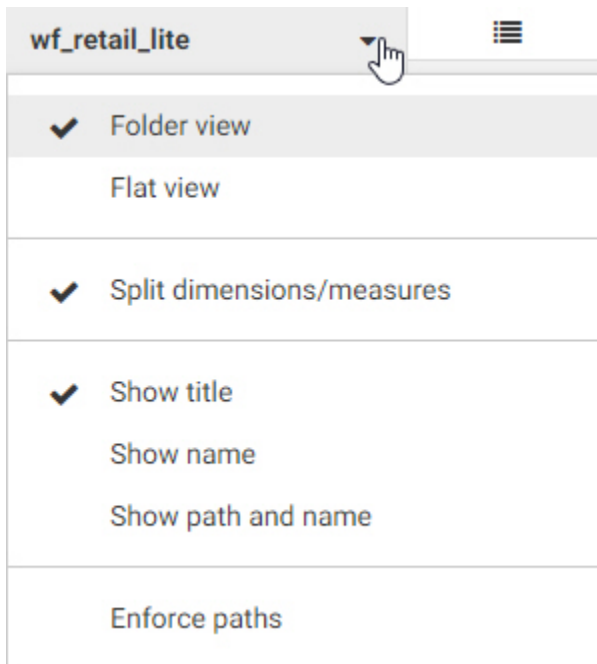 wf_retail_lite
Folder view
Flat view
Split dimensions/measures
Show title
Show name
Show path and name
Enforce paths